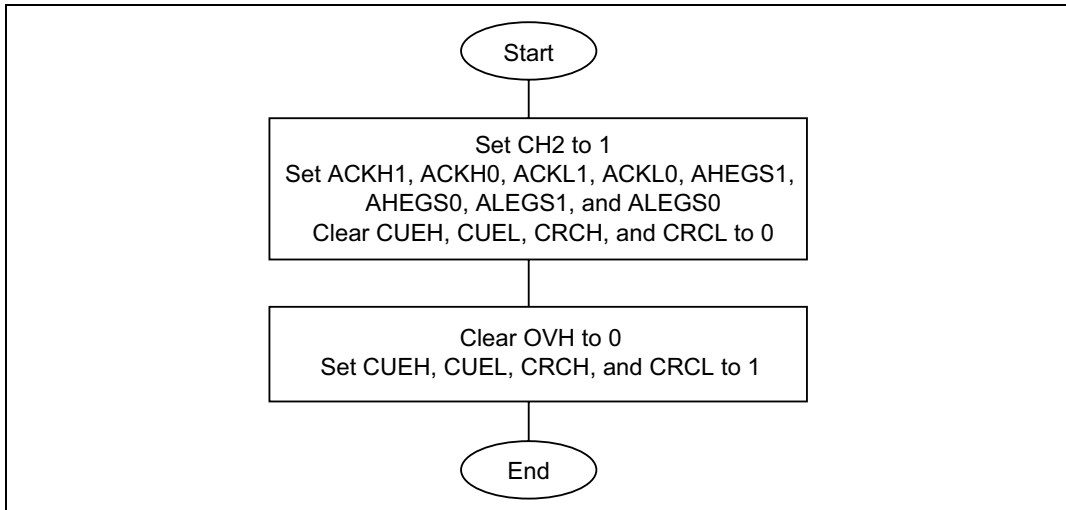 Start
Set CH2 to 1
Set ACKH1, ACKH0, ACKL1, ACKL0, AHEGS1,
AHEGS0, ALEGS1, and ALEGS0
Clear CUEH, CUEL, CRCH, and CRCL to 0
Clear OVH to 0
Set CUEH, CUEL, CRCH, and CRCL to 1
End